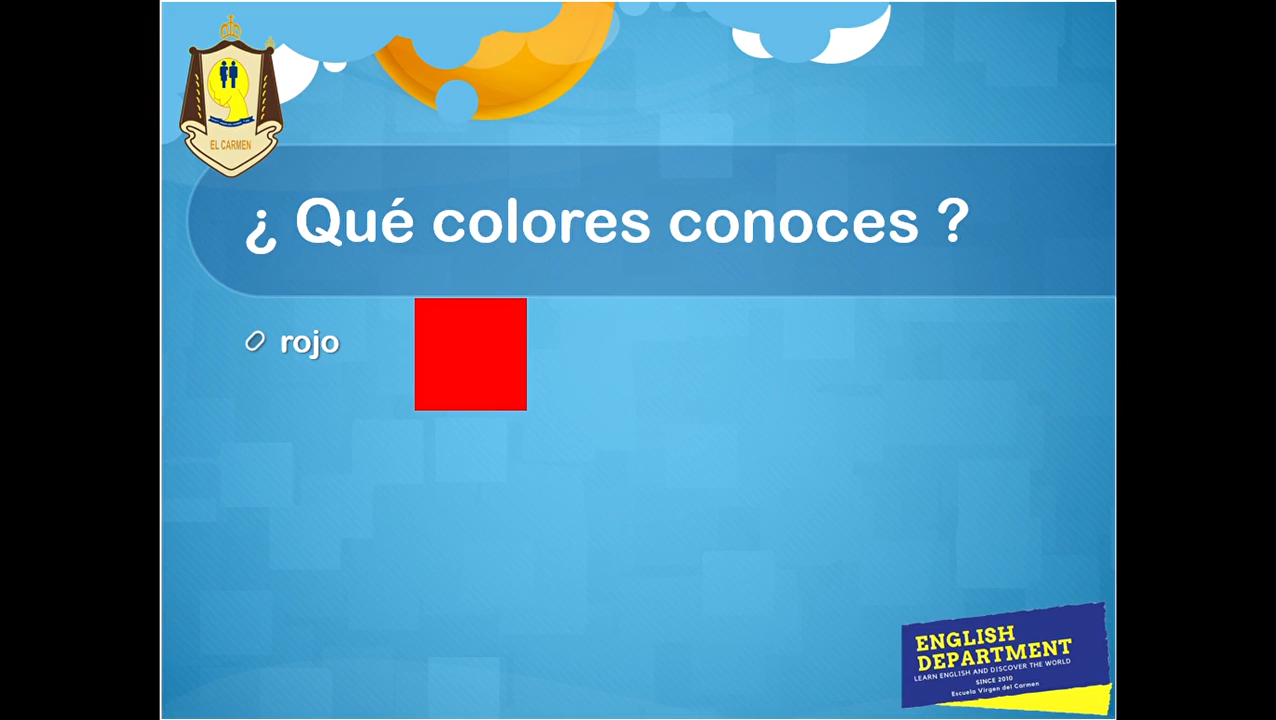 EL CARMEN
¿ Qué colores conoces ?
rojo
ENGLISH
DEPARTMENT
LEARN ENGLISH AND DISCOVER THE WORLD
SINCE 2010
Escuela Virgen del Carmen